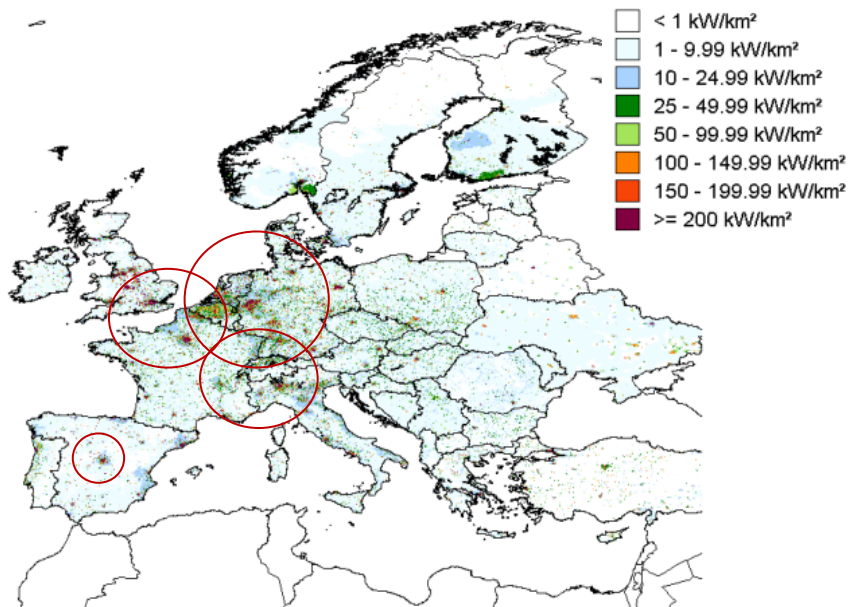 < 1 kW/km²
1 - 9.99 kW/km²
10 - 24.99 kW/km²
25 - 49.99 kW/km²
50 - 99.99 kW/km²
100 - 149.99 kW/km²
150 - 199.99 kW/km²
>= 200 kW/km²